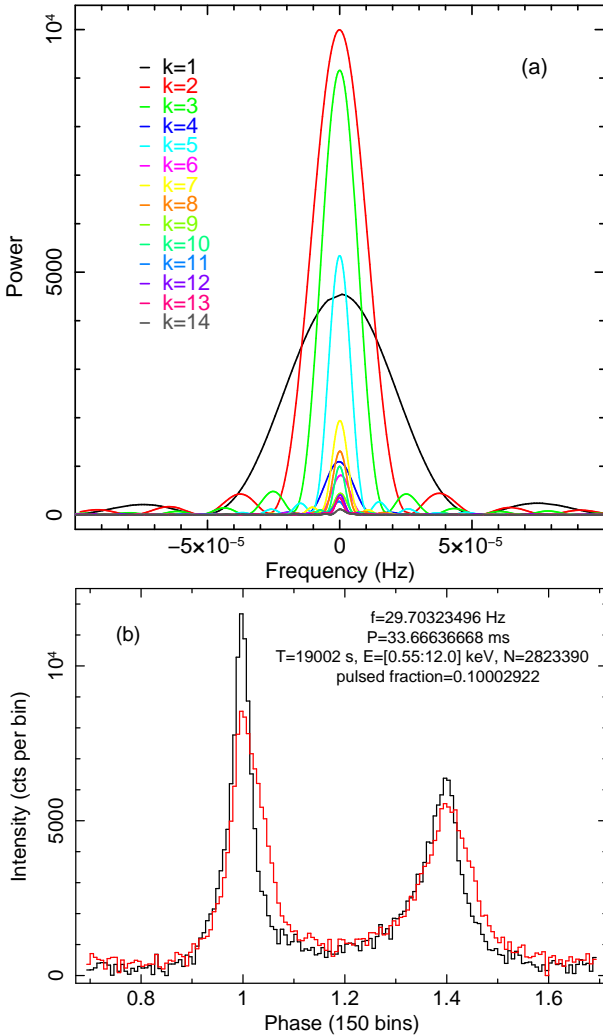 10⁴
(a)
k=1
k=2
k=3
k=4
k=5
k=6
k=7
k=8
k=9
k=10
k=11
k=12
k=13
k=14
5000
0
Power
−5×10⁻⁵ 0 5×10⁻⁵
Frequency (Hz)
(b)
f=29.70323496 Hz
P=33.66636668 ms
T=19002 s, E=[0.55:12.0] keV, N=2823390
pulsed fraction=0.10002922
10⁴
5000
0
Intensity (cts per bin)
0.8 1 1.2 1.4 1.6
Phase (150 bins)